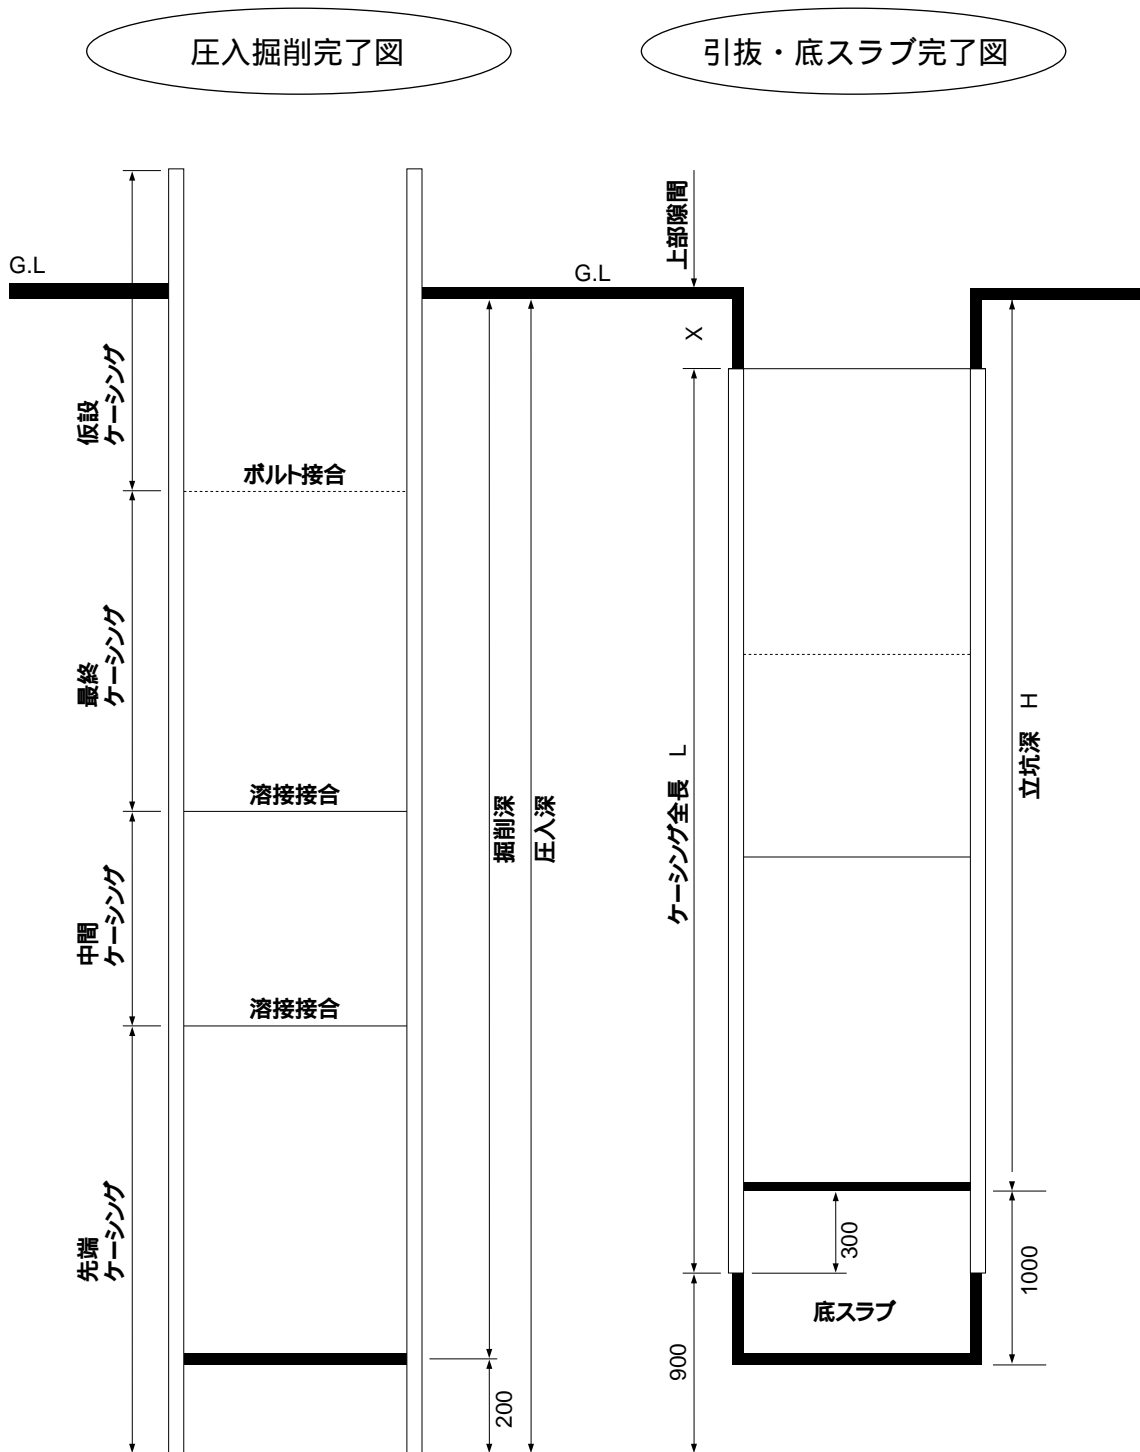 圧入掘削完了図
引抜・底スラブ完了図
G.L
仮設
ケーシング
ボルト接合
最終
ケーシング
溶接接合
中間
ケーシング
溶接接合
先端
ケーシング
掘削深
圧入深
200
G.L
上部隙間
X
ケーシング全長 L
900
300
底スラブ
立坑深 H
1000